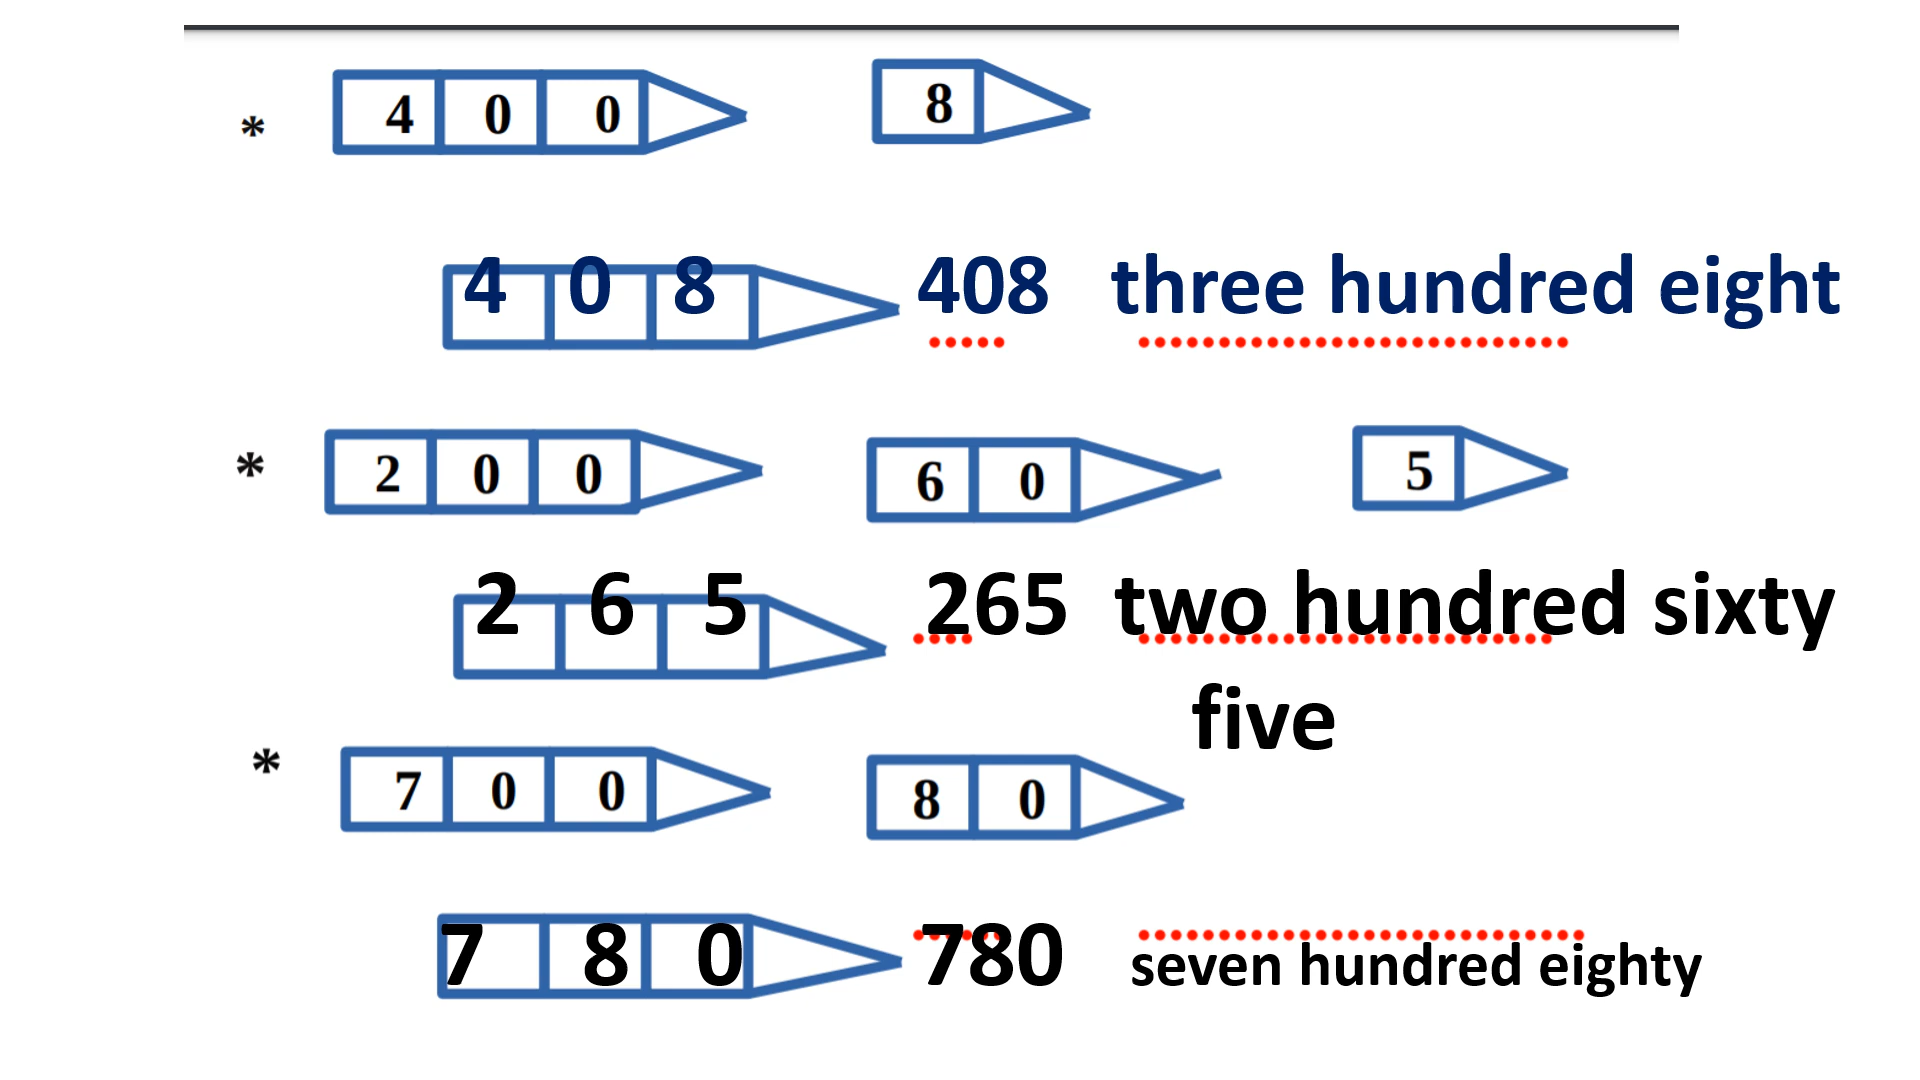 * 4 0 0 8
4 0 8 408 three hundred eight
* 2 0 0 6 0 5
2 6 5 265 two hundred sixty
five
* 7 0 0 8 0
7 8 0 780 seven hundred eighty